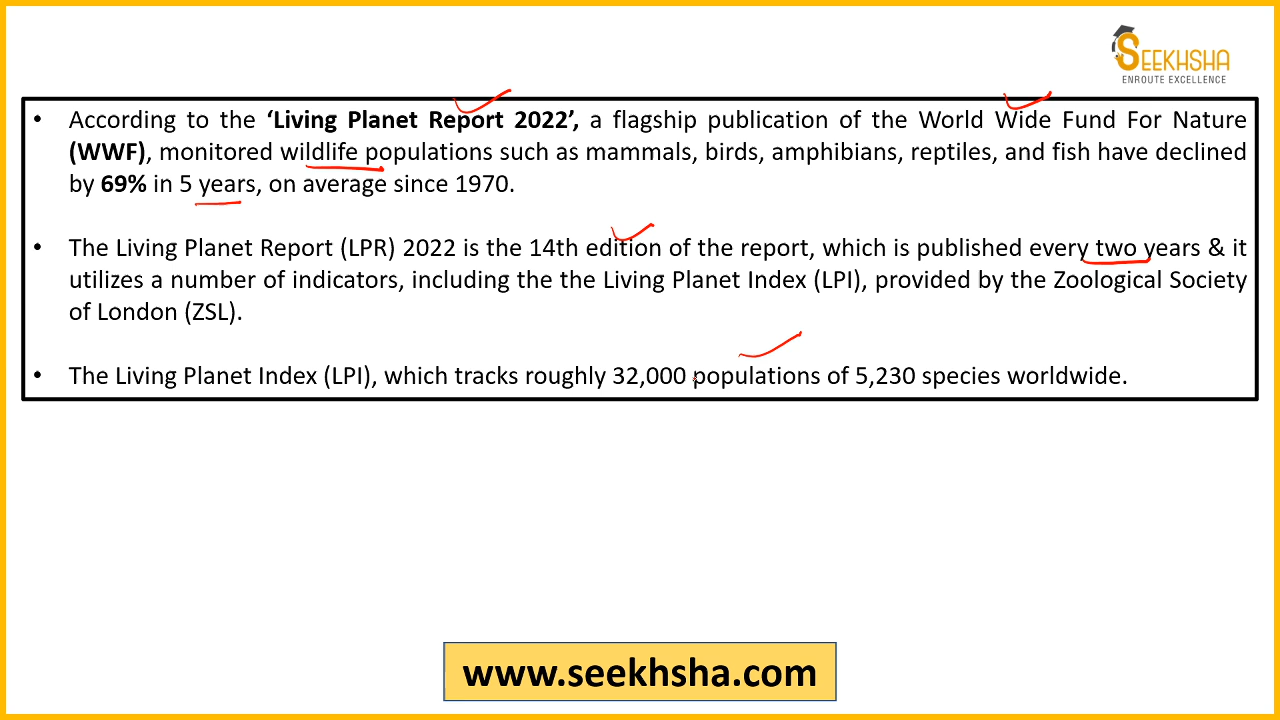 SEEKHSHA
ENROUTE EXCELLENCE
• According to the ‘Living Planet Report 2022’, a flagship publication of the World Wide Fund For Nature
(WWF), monitored wildlife populations such as mammals, birds, amphibians, reptiles, and fish have declined
by 69% in 5 years, on average since 1970.
• The Living Planet Report (LPR) 2022 is the 14th edition of the report, which is published every two years & it
utilizes a number of indicators, including the the Living Planet Index (LPI), provided by the Zoological Society
of London (ZSL).
• The Living Planet Index (LPI), which tracks roughly 32,000 populations of 5,230 species worldwide.
www.seekhsha.com